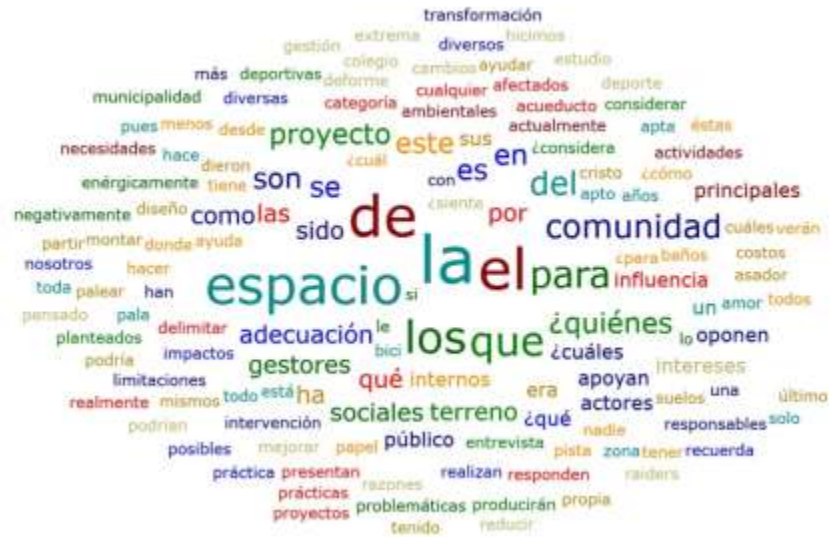 transformación
extrema hicimos
gestión diversos
colegio cambios ayudar estudio
más deportivas deforme cualquier afectados deporte
municipalidad diversas categoría ambientales acueducto considerar
pues menos desde proyecto este sus actualmente apta éstas
necesidades hace dieron ¿cuál es en ¿considera actividades
enérgicamente tiene son se con del cristo ¿cómo
negativamente diseño como las sido de ¿siente por apto años principales
partir montar donde ayuda la comunidad cuáles verán
nosotros hacer espacio el para ¿para baños costos
toda palear han si influencia asador
pensado pala un amor todos
planteados delimitar adecuación le los que ¿quiénes lo oponen
podría impactos gestores bici ¿cuáles intereses
limitaciones ha qué internos era apoyan
realmente mismos todo está sociales terreno ¿qué actores suelos una último
podrían intervención público nadie responsables solo
posibles mejorar papel entrevista pista zona tener recuerda
práctica presentan razones realizan responden raiders
prácticas problemáticas producirán propia
proyectos tenido reducir